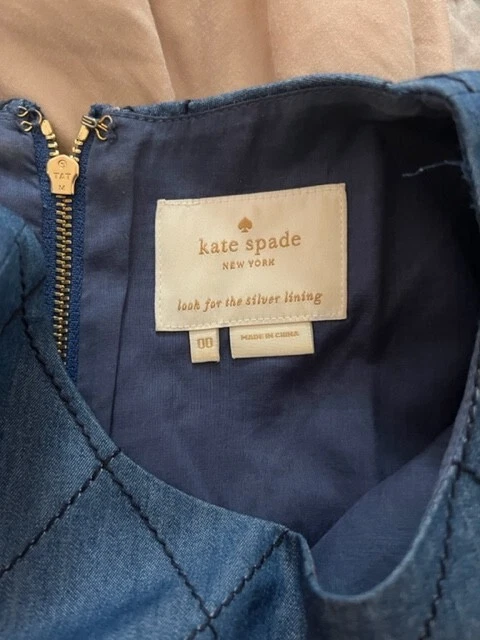 kate spade
NEW YORK
look for the silver lining
00
MADE IN CHINA